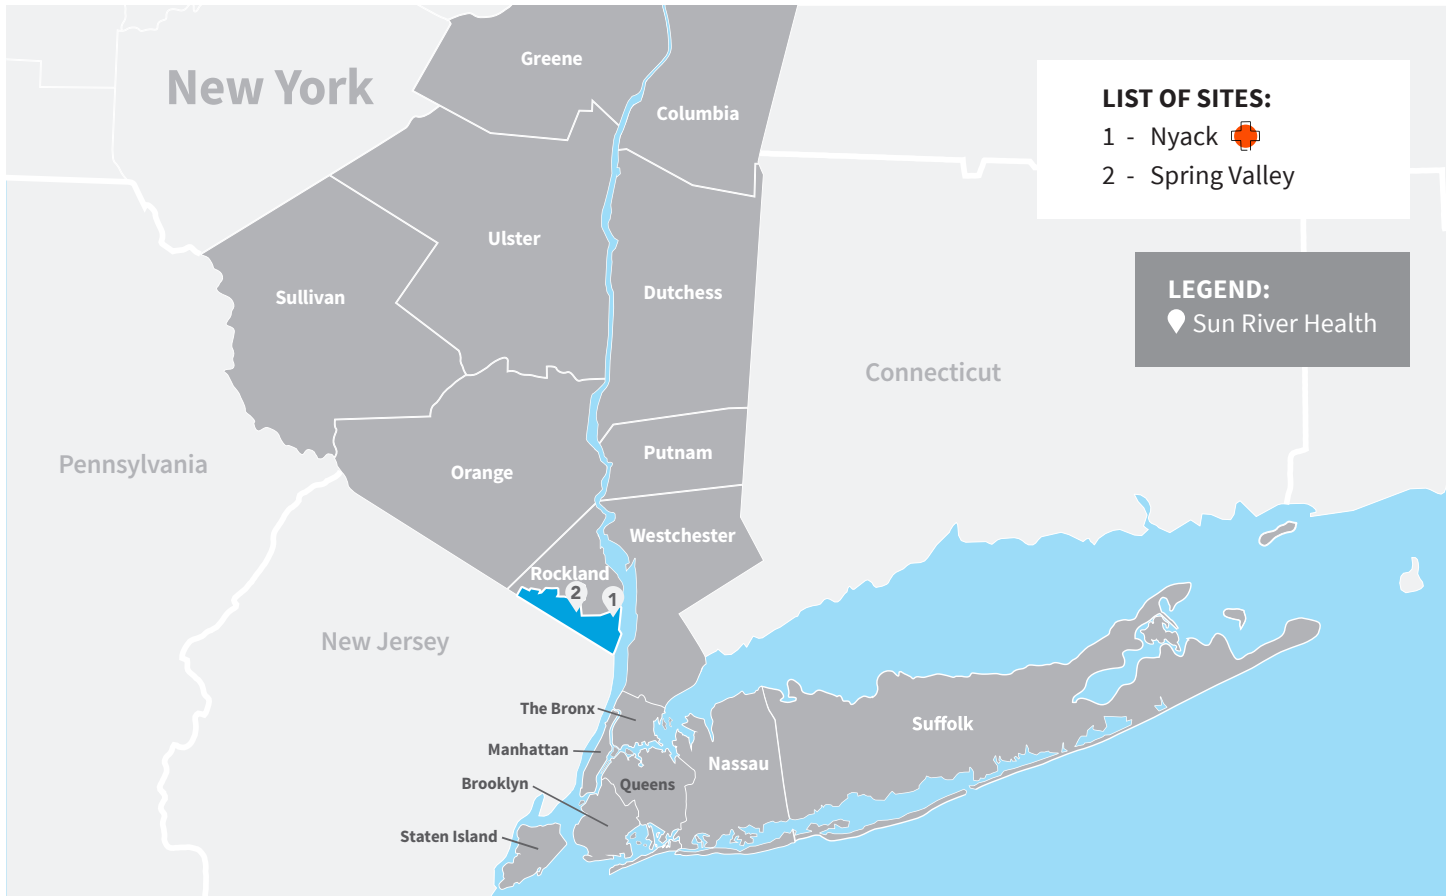 Greene
New York
Columbia
LIST OF SITES:
1 - Nyack
2 - Spring Valley
Ulster
Sullivan
Dutchess
LEGEND:
Sun River Health
Connecticut
Pennsylvania
Orange
Putnam
Westchester
Rockland
2
1
New Jersey
The Bronx
Manhattan
Brooklyn
Queens
Nassau
Suffolk
Staten Island